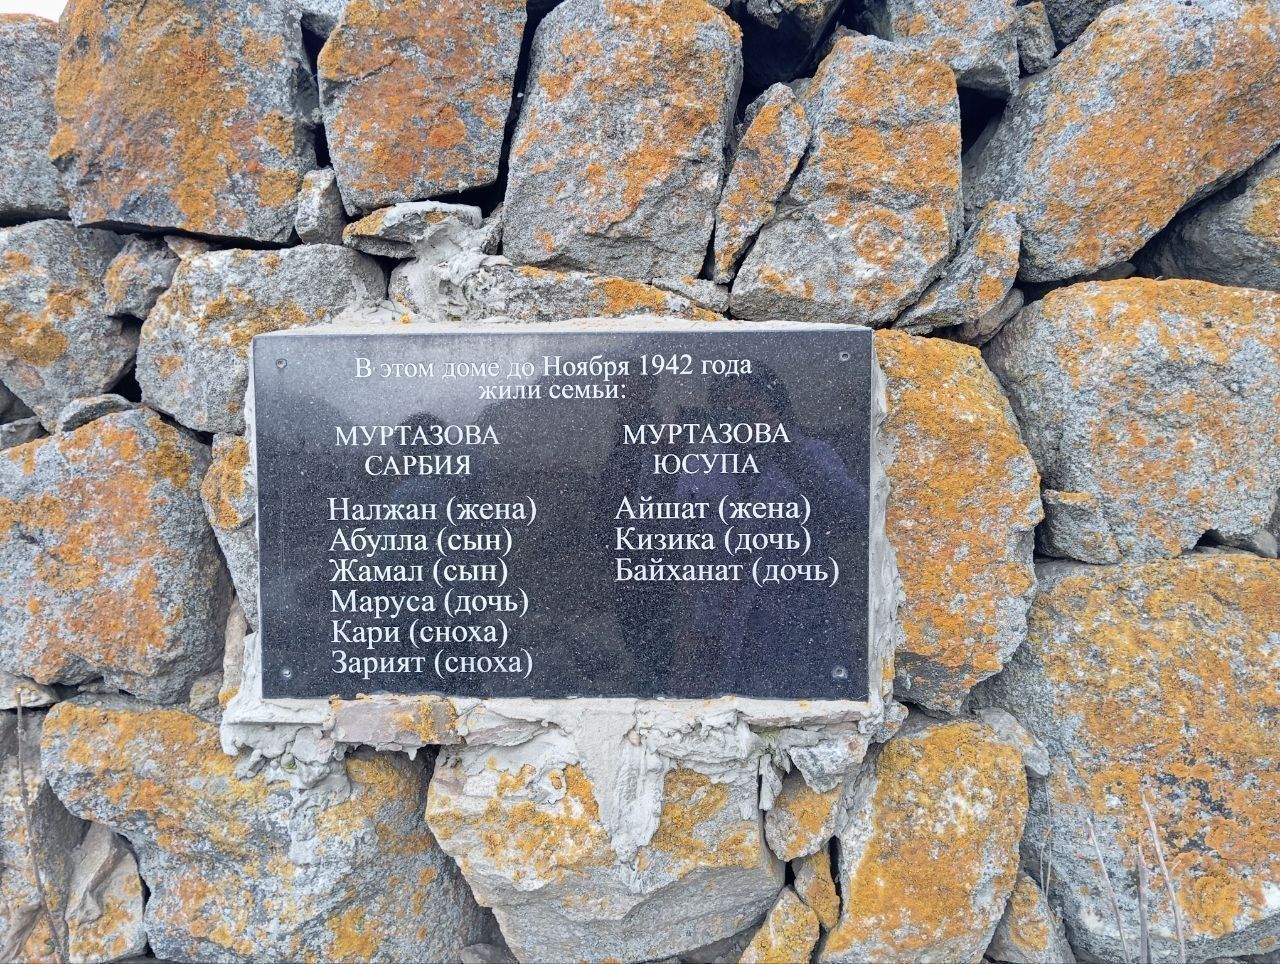 В этом доме до Ноября 1942 года
жили семьи:
МУРТАЗОВА
САРБИЯ
Налжан (жена)
Абулла (сын)
Жамал (сын)
Маруса (дочь)
Кари (сноха)
Зарият (сноха)
МУРТАЗОВА
ЮСУПА
Айшат (жена)
Кизика (дочь)
Байханат (дочь)